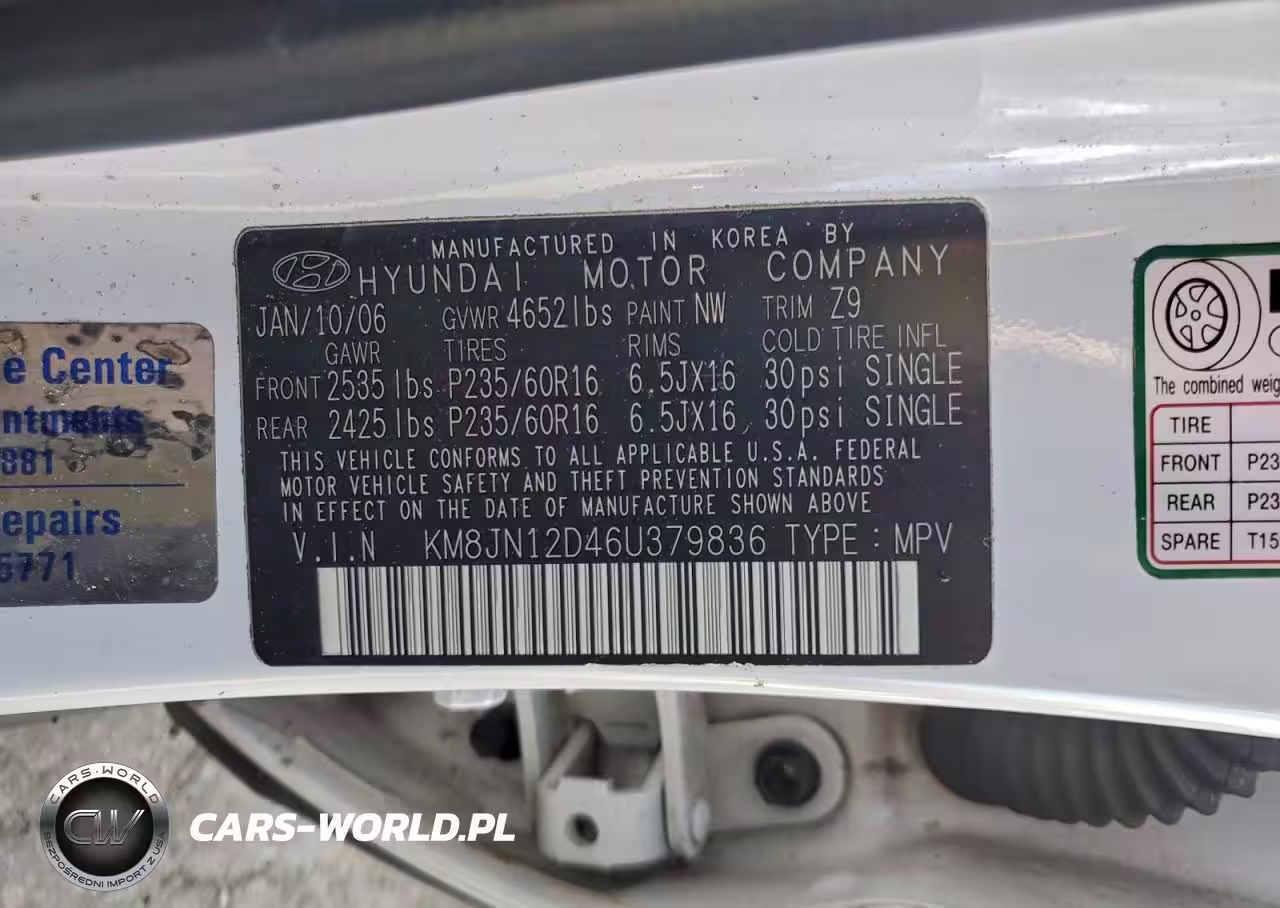 MANUFACTURED IN KOREA BY
HYUNDAI MOTOR COMPANY
JAN/10/06 GVWR 4652lbs PAINT NW TRIM Z9
GAWR TIRES RIMS COLD TIRE INFL
FRONT 2535lbs P235/60R16 6.5JX16 30psi SINGLE
REAR 2425lbs P235/60R16 6.5JX16, 30psi SINGLE
THIS VEHICLE CONFORMS TO ALL APPLICABLE U.S.A. FEDERAL
MOTOR VEHICLE SAFETY AND THEFT PREVENTION STANDARDS
IN EFFECT ON THE DATE OF MANUFACTURE SHOWN ABOVE
V.I.N KM8JN12D46U379836 TYPE : MPV
e Center
ntments
881
epairs
5771
The combined weig
TIRE
FRONT P23
REAR P23
SPARE T15
CARS-WORLD
CW
BEZPOŚREDNI IMPORT Z USA
CARS-WORLD.PL